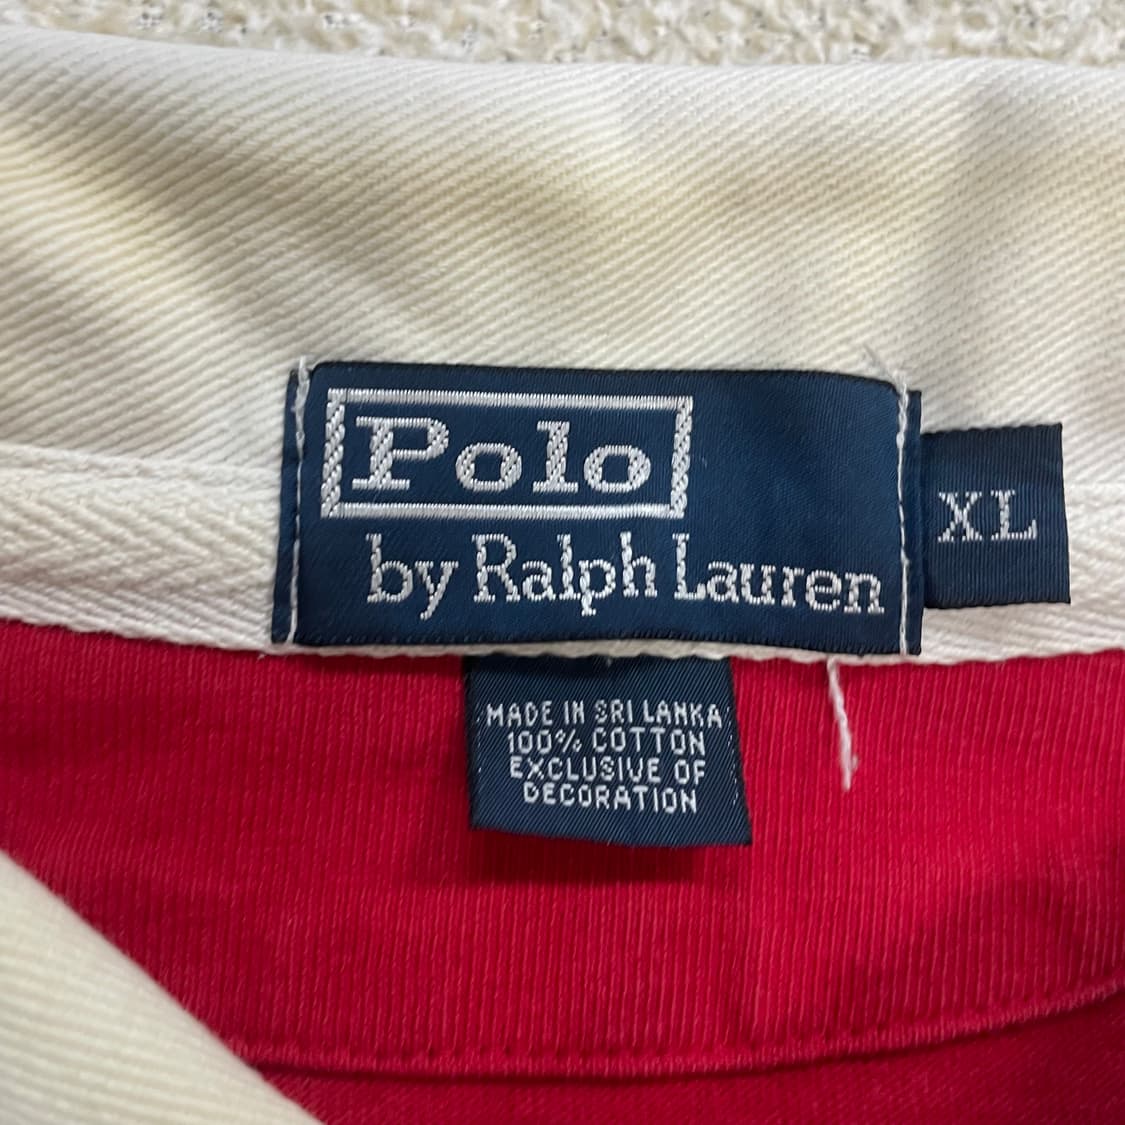 Polo
by Ralph Lauren
XL
MADE IN SRI LANKA
100% COTTON
EXCLUSIVE OF
DECORATION